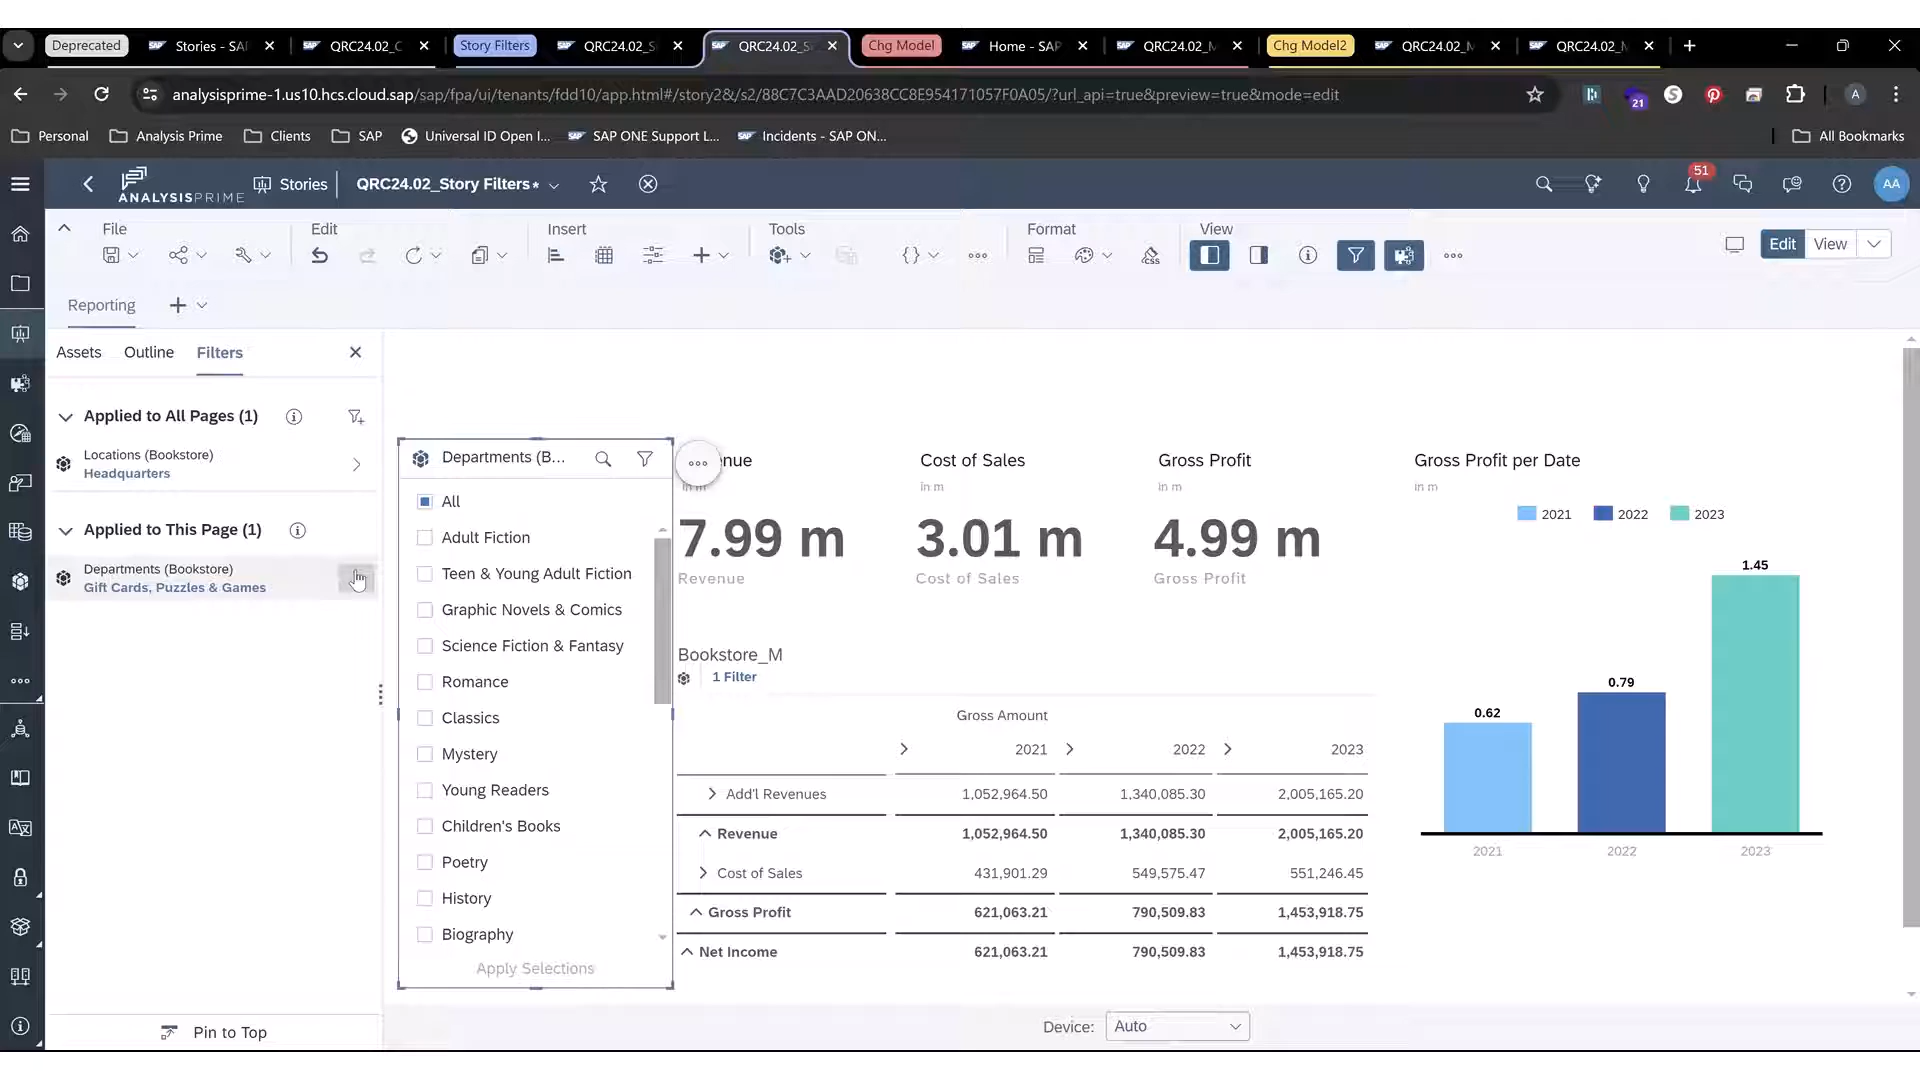 Deprecated
Stories - SA
QRC24.02_C
Story Filters
QRC24.02_S
QRC24.02_S
Chg Model
Home - SAP
QRC24.02_M
Chg Model2
QRC24.02_M
QRC24.02_M
analysisprime-1.us10.hcs.cloud.sap/sap/fpa/ui/tenants/fdd10/app.html#/story2&/s2/88C7C3AAD20638CC8E954171057F0A05/?url_api=true&preview=true&mode=edit
21
A
Personal
Analysis Prime
Clients
SAP
Universal ID Open I...
SAP ONE Support L...
Incidents - SAP ON...
All Bookmarks
ANALYSISPRIME
Stories
QRC24.02_Story Filters*
51
AA
File
Edit
Insert
Tools
Format
View
Edit
View
Reporting
Assets
Outline
Filters
Applied to All Pages (1)
Locations (Bookstore)
Headquarters
Applied to This Page (1)
Departments (Bookstore)
Gift Cards, Puzzles & Games
Pin to Top
Departments (B...
All
Adult Fiction
Teen & Young Adult Fiction
Graphic Novels & Comics
Science Fiction & Fantasy
Romance
Classics
Mystery
Young Readers
Children's Books
Poetry
History
Biography
Apply Selections
nue
in m
7.99 m
Revenue
Cost of Sales
in m
3.01 m
Cost of Sales
Gross Profit
in m
4.99 m
Gross Profit
Bookstore_M
1 Filter
Gross Amount
2021 2022 2023
Add'l Revenues 1,052,964.50 1,340,085.30 2,005,165.20
Revenue 1,052,964.50 1,340,085.30 2,005,165.20
Cost of Sales 431,901.29 549,575.47 551,246.45
Gross Profit 621,063.21 790,509.83 1,453,918.75
Net Income 621,063.21 790,509.83 1,453,918.75
Gross Profit per Date
in m
2021 2022 2023
1.45
0.79
0.62
2021 2022 2023
Device: Auto